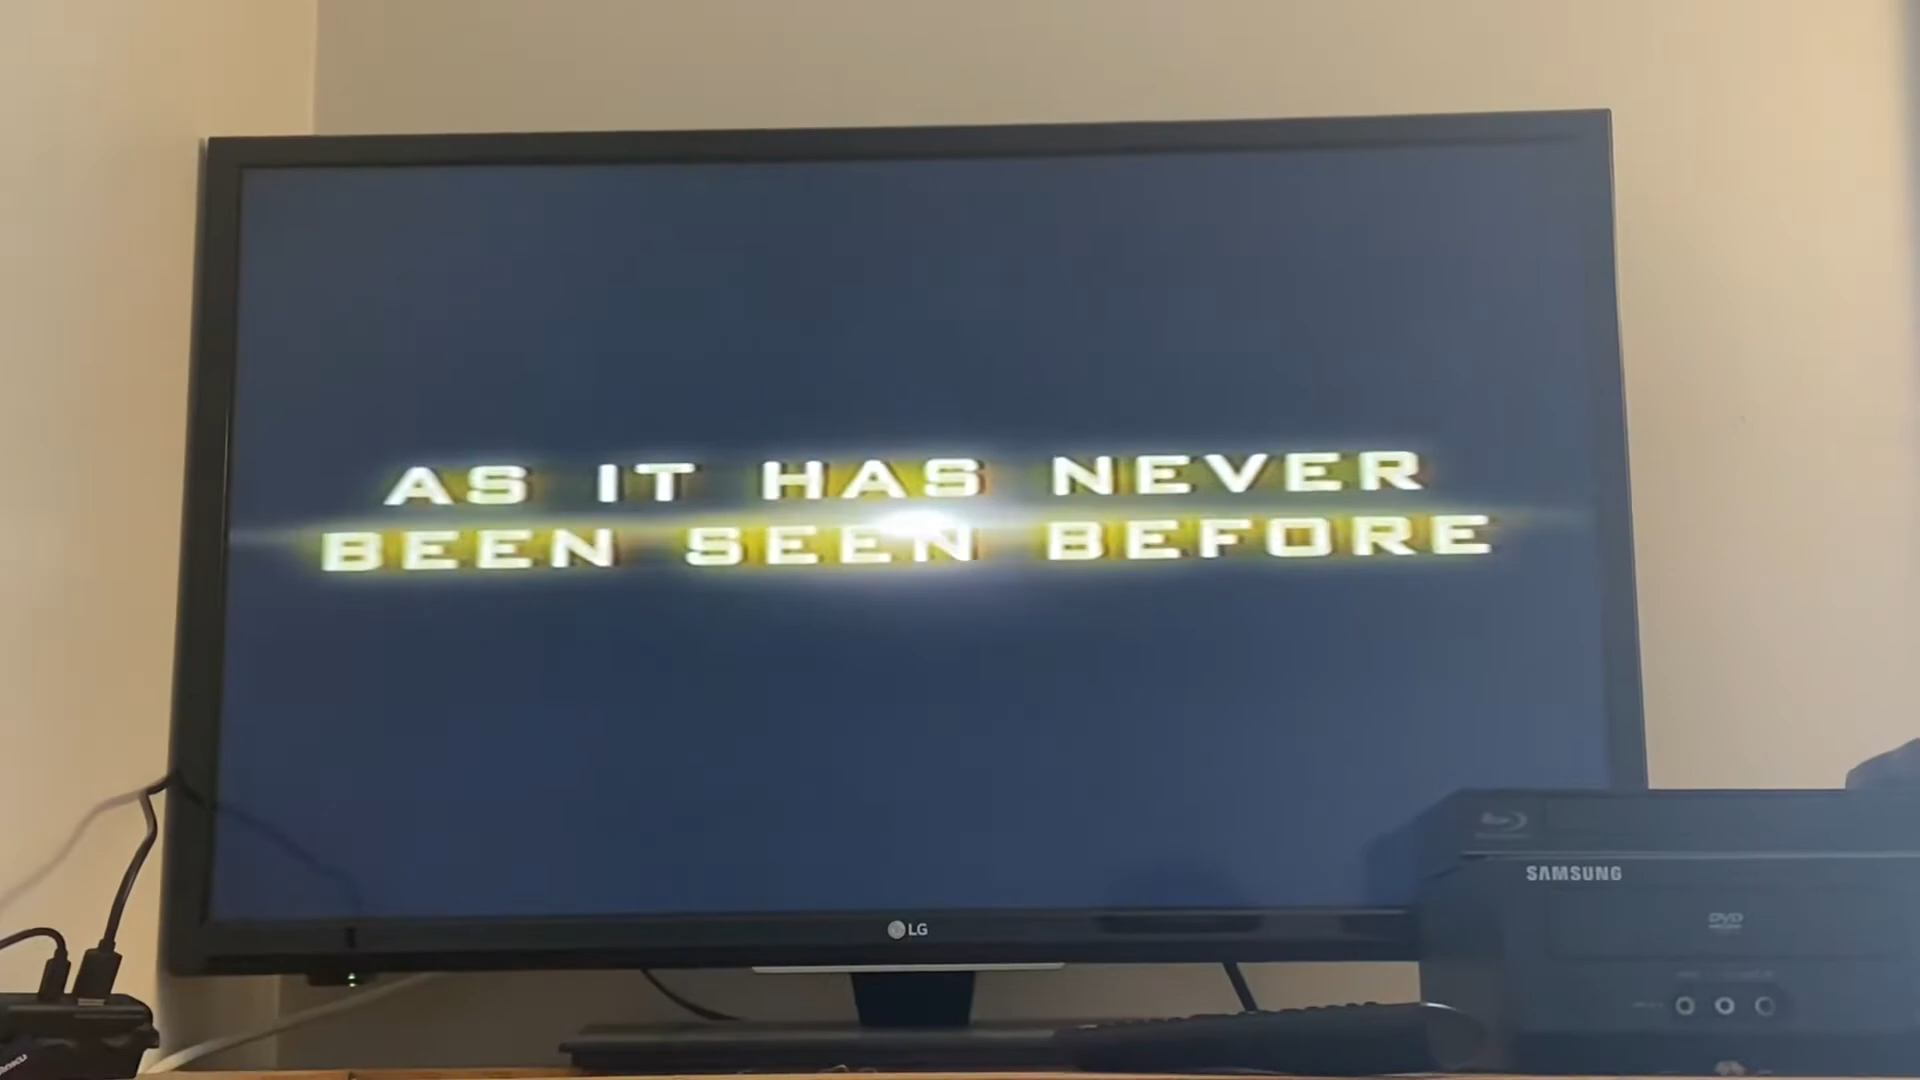 AS IT HAS NEVER
BEEN SEEN BEFORE
LG
SAMSUNG
DVD